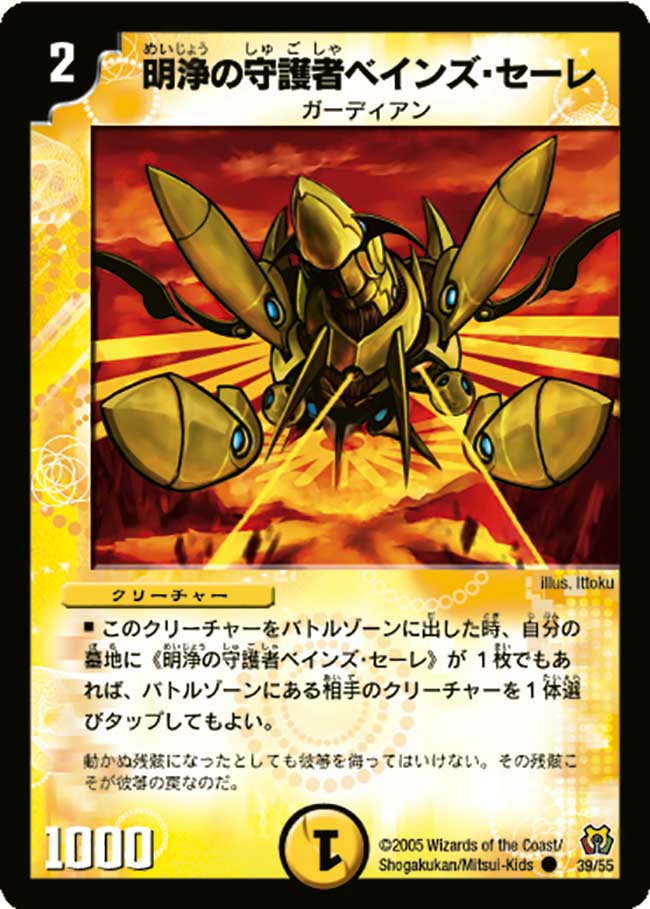 2
めいじょう しゅごしゃ
明浄の守護者ベインズ・セーレ
ガーディアン
illus. Ittoku
クリーチャー
■ このクリーチャーをバトルゾーンに出した時、自分の
墓地に《明浄の守護者ベインズ・セーレ》が 1枚でもあ
れば、バトルゾーンにある相手のクリーチャーを1体選
びタップしてもよい。
動かぬ残骸になったとしても彼等を侮ってはいけない。その残骸こ
そが彼等の罠なのだ。
1000
1
©2005 Wizards of the Coast/
Shogakukan/Mitsui-Kids
39/55